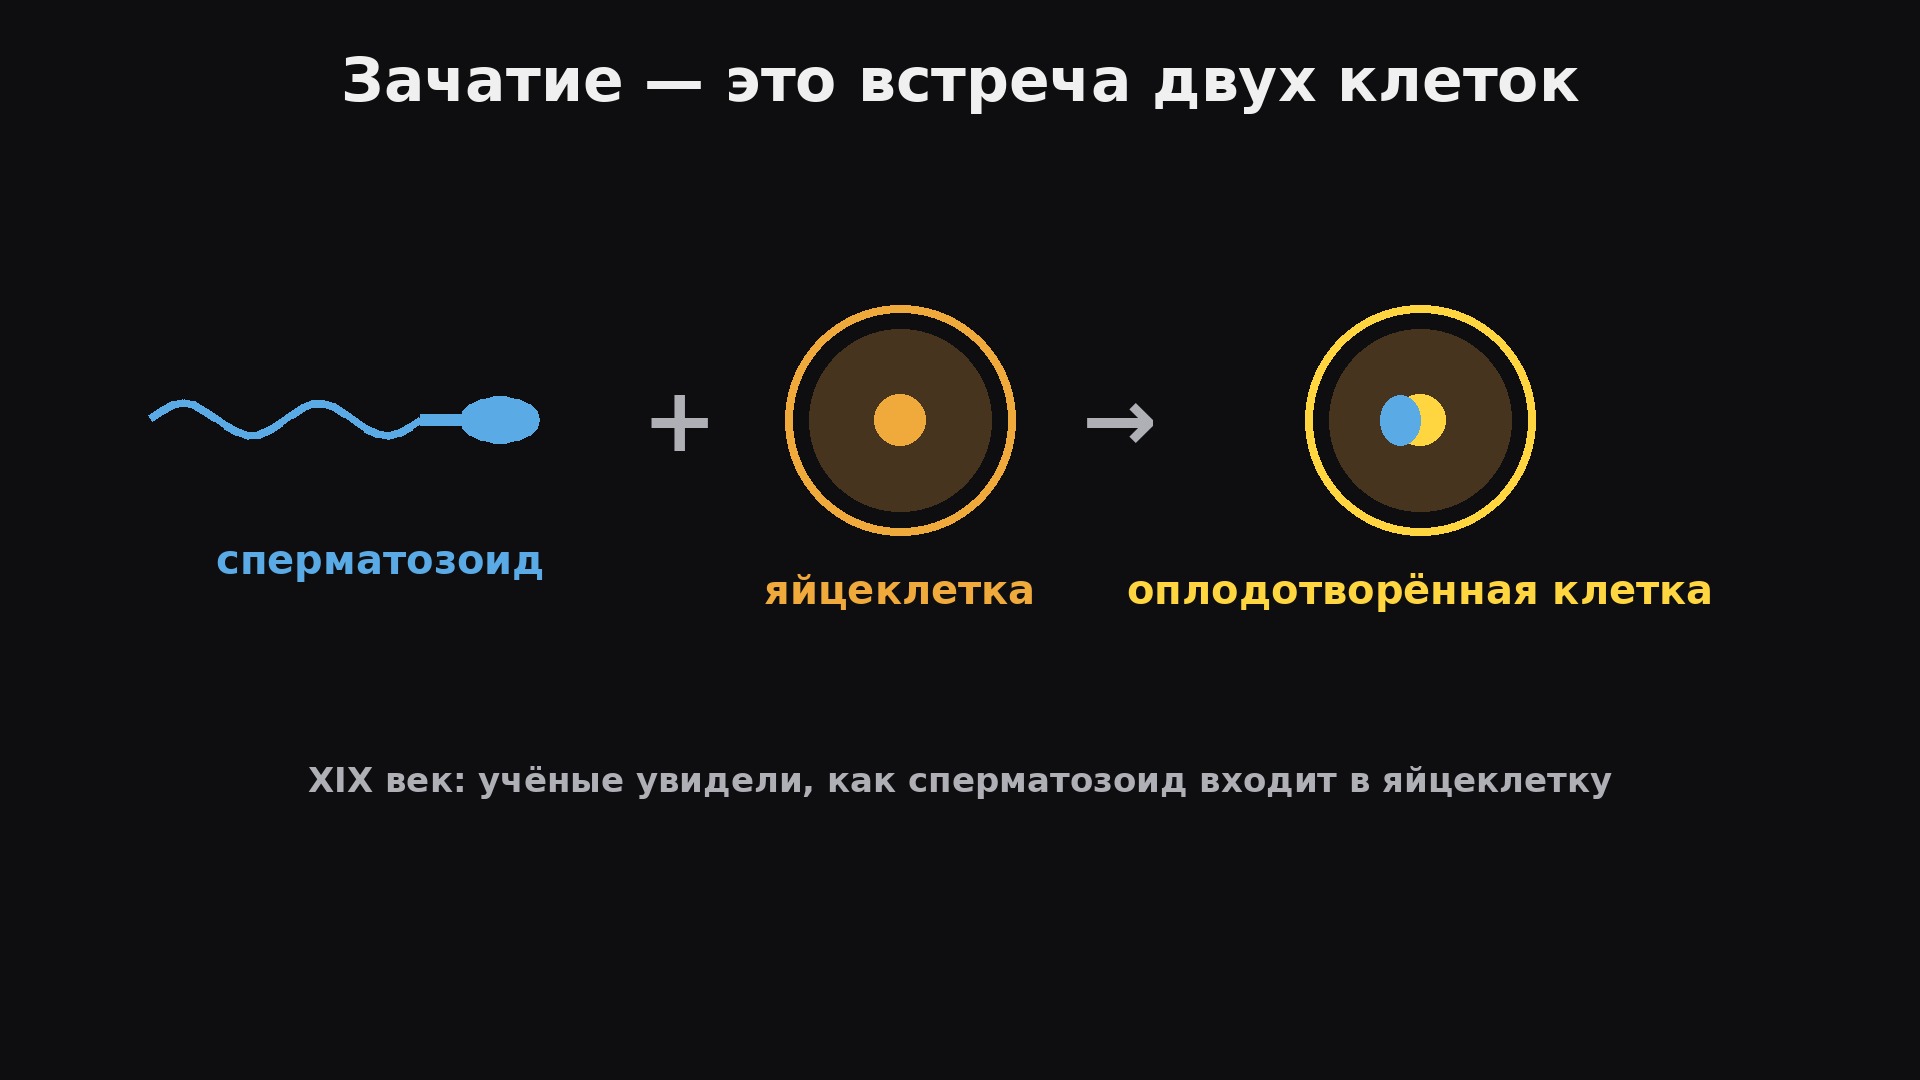 Зачатие — это встреча двух клеток
+
→
сперматозоид
яйцеклетка
оплодотворённая клетка
XIX век: учёные увидели, как сперматозоид входит в яйцеклетку